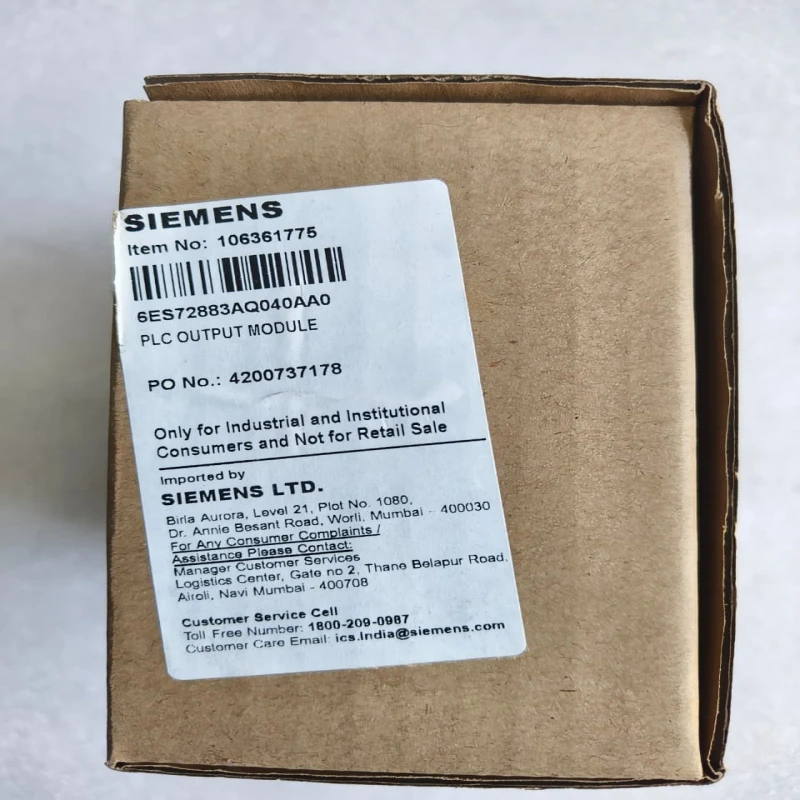 SIEMENS
Item No: 106361775
6ES72883AQ040AA0
PLC OUTPUT MODULE
PO No.: 4200737178
Only for Industrial and Institutional
Consumers and Not for Retail Sale
Imported by
SIEMENS LTD.
Birla Aurora, Level 21, Plot No. 1080,
Dr. Annie Besant Road, Worli, Mumbai - 400030
For Any Consumer Complaints /
Assistance Please Contact:
Manager Customer Services
Logistics Center, Gate no 2, Thane Belapur Road,
Airoli, Navi Mumbai - 400708
Customer Service Cell
Toll Free Number: 1800-209-0987
Customer Care Email: ics.India@siemens.com